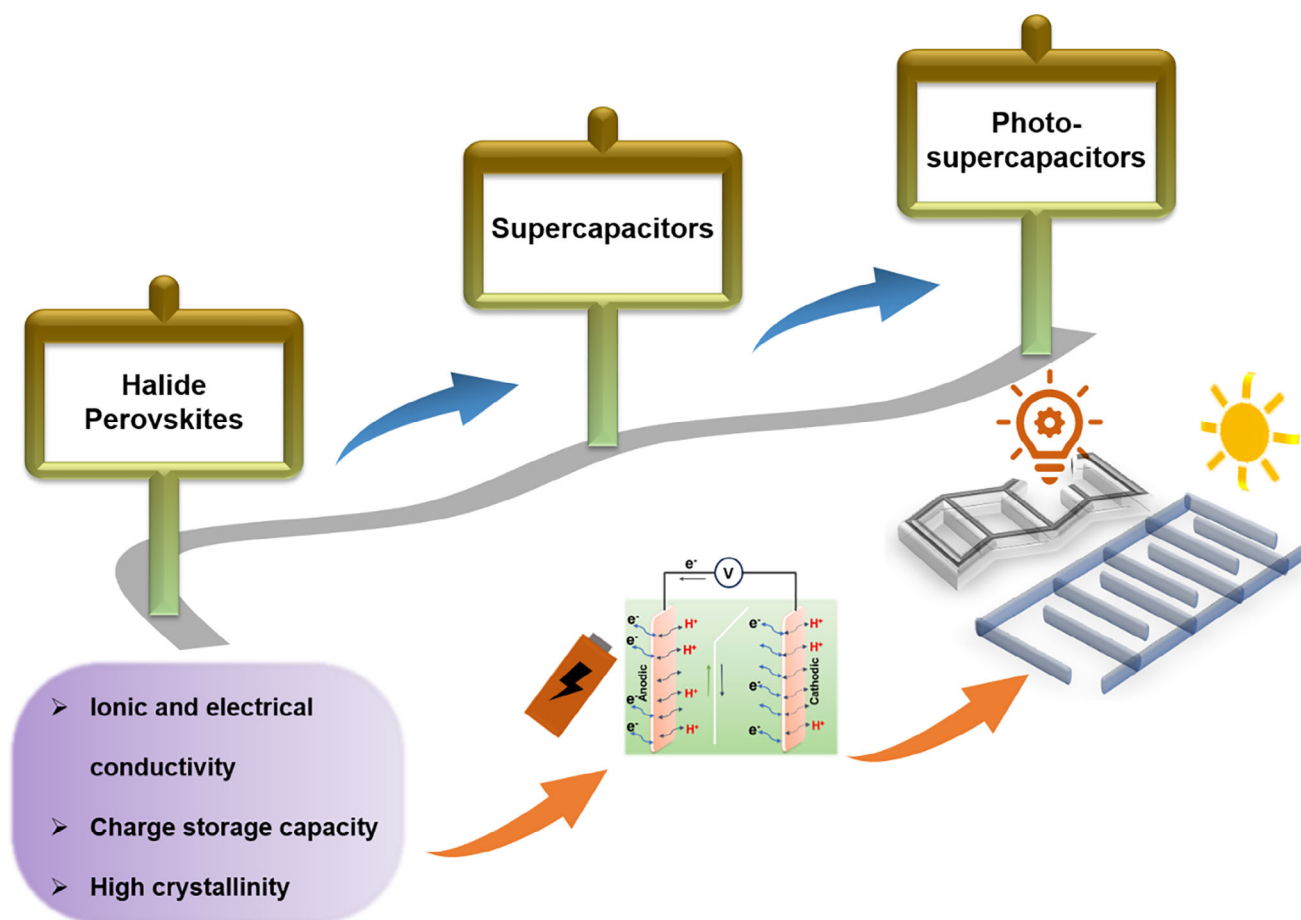 Photo-
supercapacitors
Supercapacitors
Halide
Perovskites
e-
V
e-
H+
e-
H+
e-
H+
e-
H+
Anodic
H+
H+
e-
H+
e-
H+
Cathodic
➤ Ionic and electrical
conductivity
➤ Charge storage capacity
➤ High crystallinity